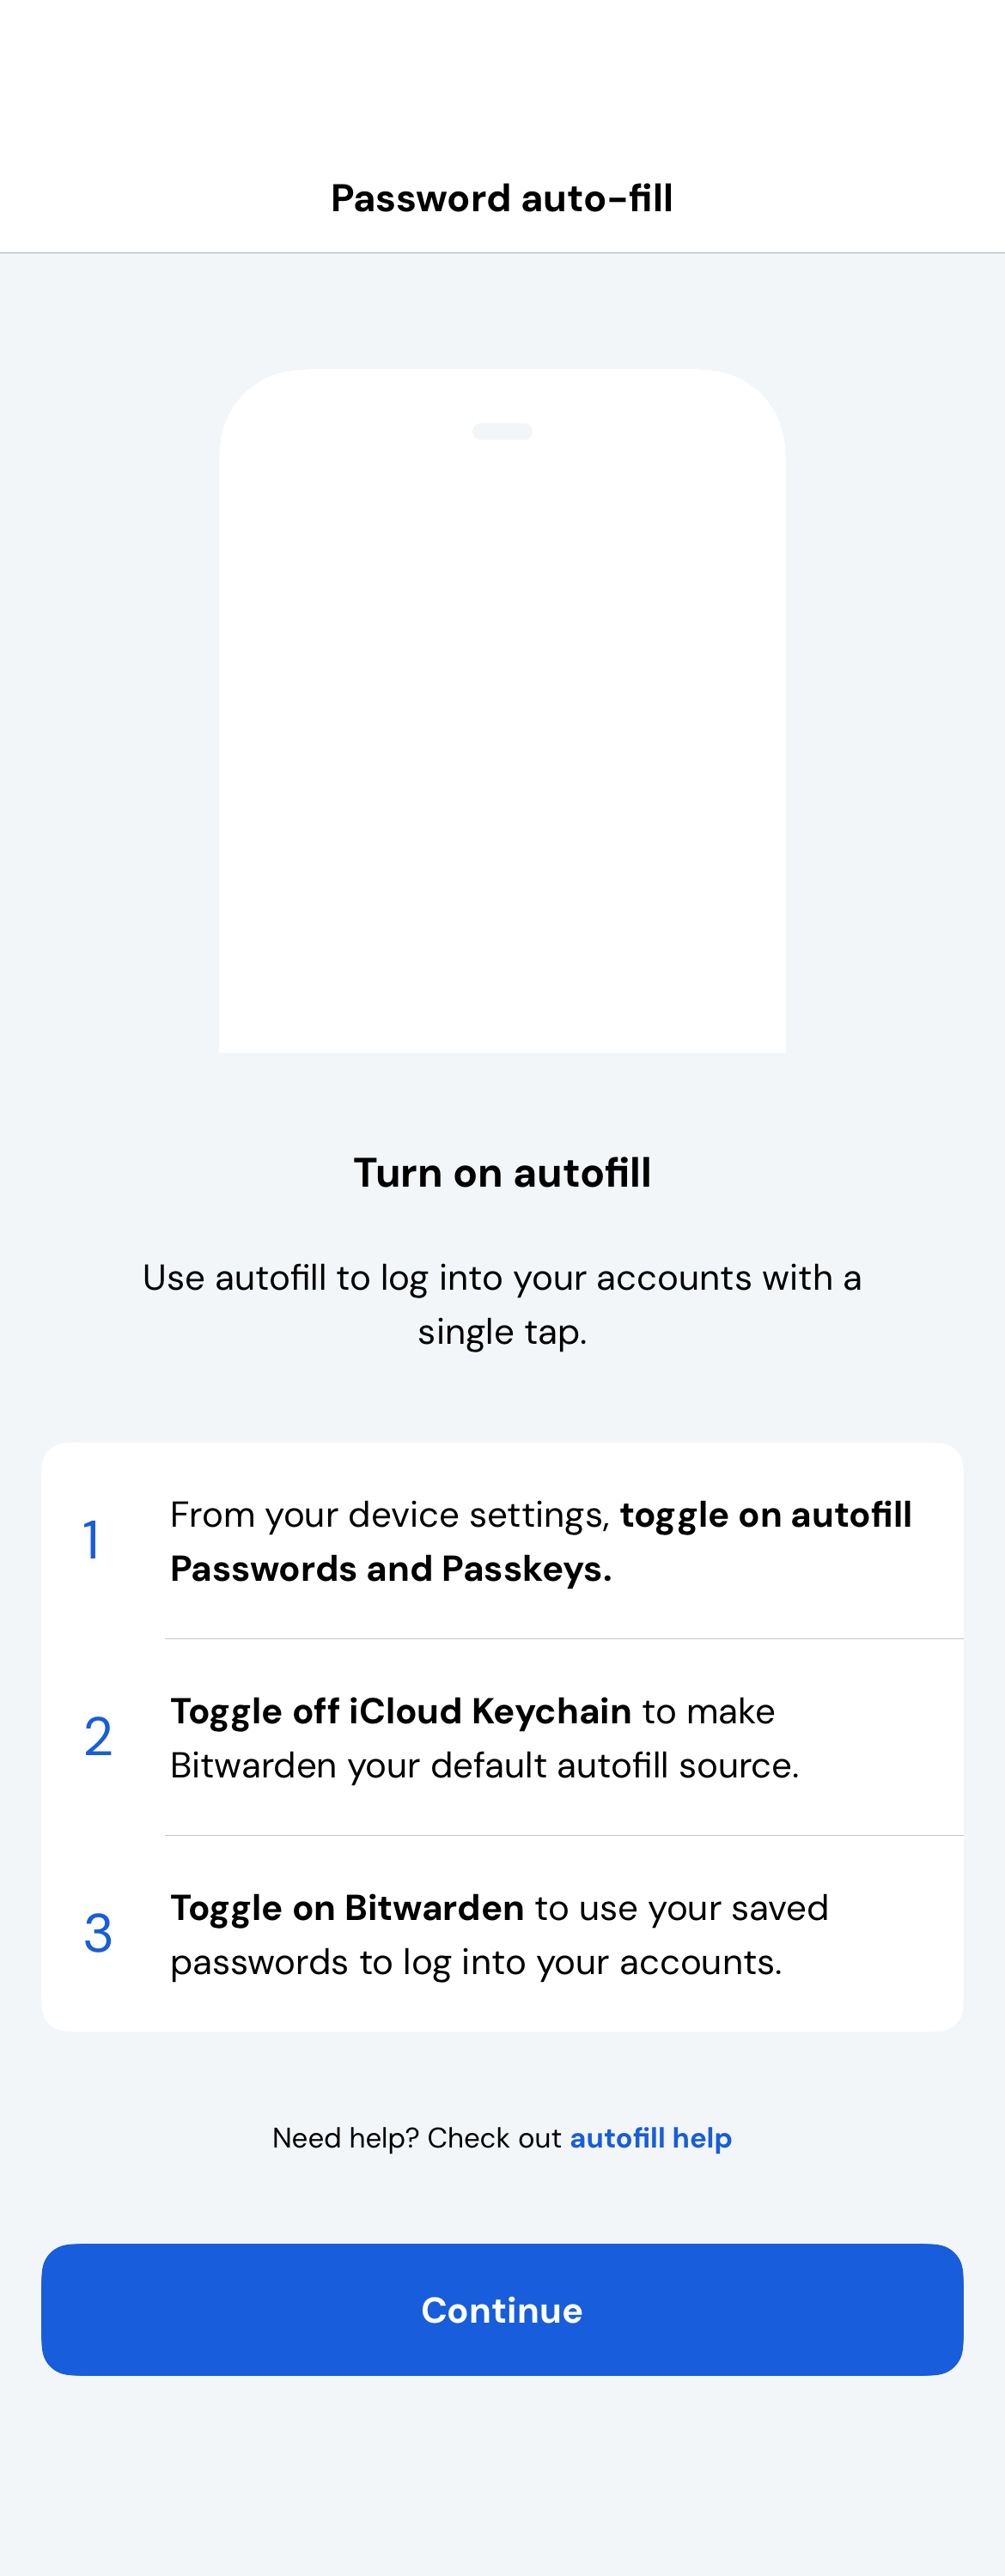 Password auto-fill
Turn on autofill
Use autofill to log into your accounts with a
single tap.
1
From your device settings, toggle on autofill
Passwords and Passkeys.
2
Toggle off iCloud Keychain to make
Bitwarden your default autofill source.
3
Toggle on Bitwarden to use your saved
passwords to log into your accounts.
Need help? Check out autofill help
Continue